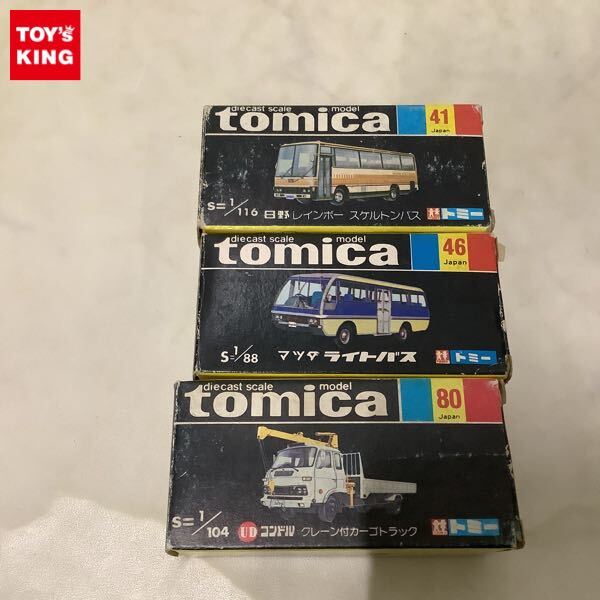 TOY's
KING
diecast scale model
tomica
41
Japan
S=1/116 日野 レインボー スケルトンバス
トミー
diecast scale model
tomica
46
Japan
S=1/88 マツダ ライトバス
トミー
diecast scale model
tomica
80
Japan
S=1/104 UD コンドル クレーン付カーゴトラック
トミー